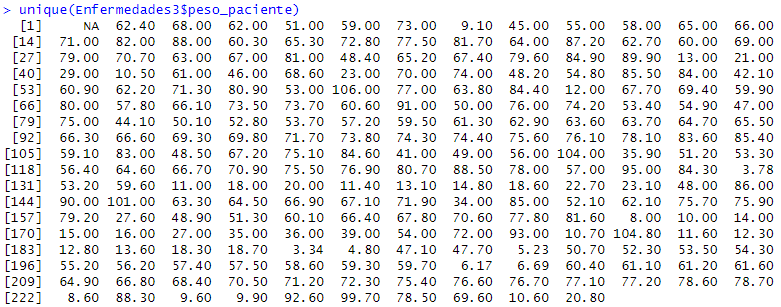 > unique(Enfermedades3$peso_paciente)
[1] NA 62.40 68.00 62.00 51.00 59.00 73.00 9.10 45.00 55.00 58.00 65.00 66.00
[14] 71.00 82.00 88.00 60.30 65.30 72.80 77.50 81.70 64.00 87.20 62.70 60.00 69.00
[27] 79.00 70.70 63.00 67.00 81.00 48.40 65.20 67.40 79.60 84.90 89.90 13.00 21.00
[40] 29.00 10.50 61.00 46.00 68.60 23.00 70.00 74.00 48.20 54.80 85.50 84.00 42.10
[53] 60.90 62.20 71.30 80.90 53.00 106.00 77.00 63.80 84.40 12.00 67.70 69.40 59.90
[66] 80.00 57.80 66.10 73.50 73.70 60.60 91.00 50.00 76.00 74.20 53.40 54.90 47.00
[79] 75.00 44.10 50.10 52.80 53.70 57.20 59.50 61.30 62.90 63.60 63.70 64.70 65.50
[92] 66.30 66.60 69.30 69.80 71.70 73.80 74.30 74.40 75.60 76.10 78.10 83.60 85.40
[105] 59.10 83.00 48.50 67.20 75.10 84.60 41.00 49.00 56.00 104.00 35.90 51.20 53.30
[118] 56.40 64.60 66.70 70.90 75.50 76.90 80.70 88.50 78.00 57.00 95.00 84.30 3.78
[131] 53.20 59.60 11.00 18.00 20.00 11.40 13.10 14.80 18.60 22.70 23.10 48.00 86.00
[144] 90.00 101.00 63.30 64.50 66.90 67.10 71.90 34.00 85.00 52.10 62.10 75.70 75.90
[157] 79.20 27.60 48.90 51.30 60.10 66.40 67.80 70.60 77.80 81.60 8.00 10.00 14.00
[170] 15.00 16.00 27.00 35.00 36.00 39.00 54.00 72.00 93.00 10.70 104.80 11.60 12.30
[183] 12.80 13.60 18.30 18.70 3.34 4.80 47.10 47.70 5.23 50.70 52.30 53.50 54.30
[196] 55.20 56.20 57.40 57.50 58.60 59.30 59.70 6.17 6.69 60.40 61.10 61.20 61.60
[209] 64.90 66.80 68.40 70.50 71.20 72.30 75.40 76.60 76.70 77.10 77.20 78.60 78.70
[222] 8.60 88.30 9.60 9.90 92.60 99.70 78.50 69.60 10.60 20.80